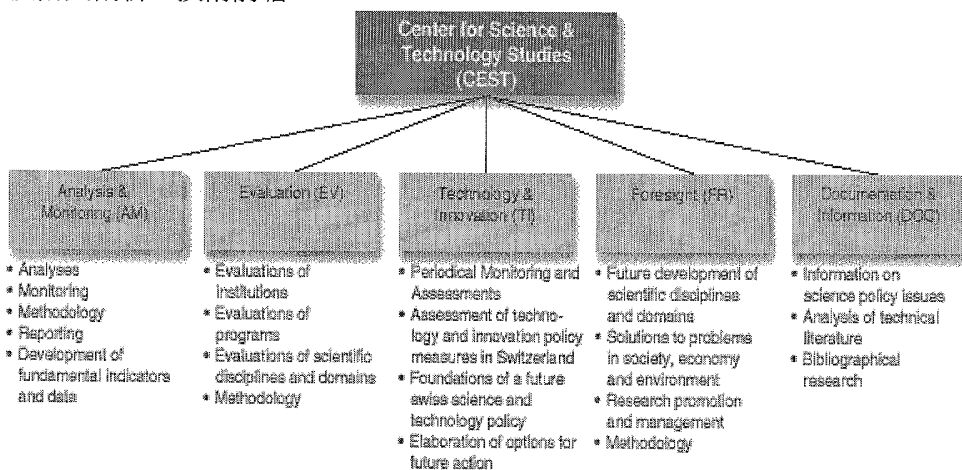 Center for Science &
Technology Studies
(CEST)
Analysis &
Monitoring (AM)
• Analyses
• Monitoring
• Methodology
• Reporting
• Development of
fundamental indicators
and data
Evaluation (EV)
• Evaluations of
institutions
• Evaluations of
programs
• Evaluations of scientific
disciplines and domains
• Methodology
Technology &
Innovation (TI)
• Periodical Monitoring and
Assessments
• Assessment of techno-
logy and innovation policy
measures in Switzerland
• Foundations of a future
swiss science and
technology policy
• Elaboration of options for
future action
Foresight (FR)
• Future development of
scientific disciplines
and domains
• Solutions to problems
in society, economy
and environment
• Research promotion
and management
• Methodology
Documentation &
Information (DOC)
• Information on
science policy issues
• Analysis of technical
literature
• Bibliographical
research